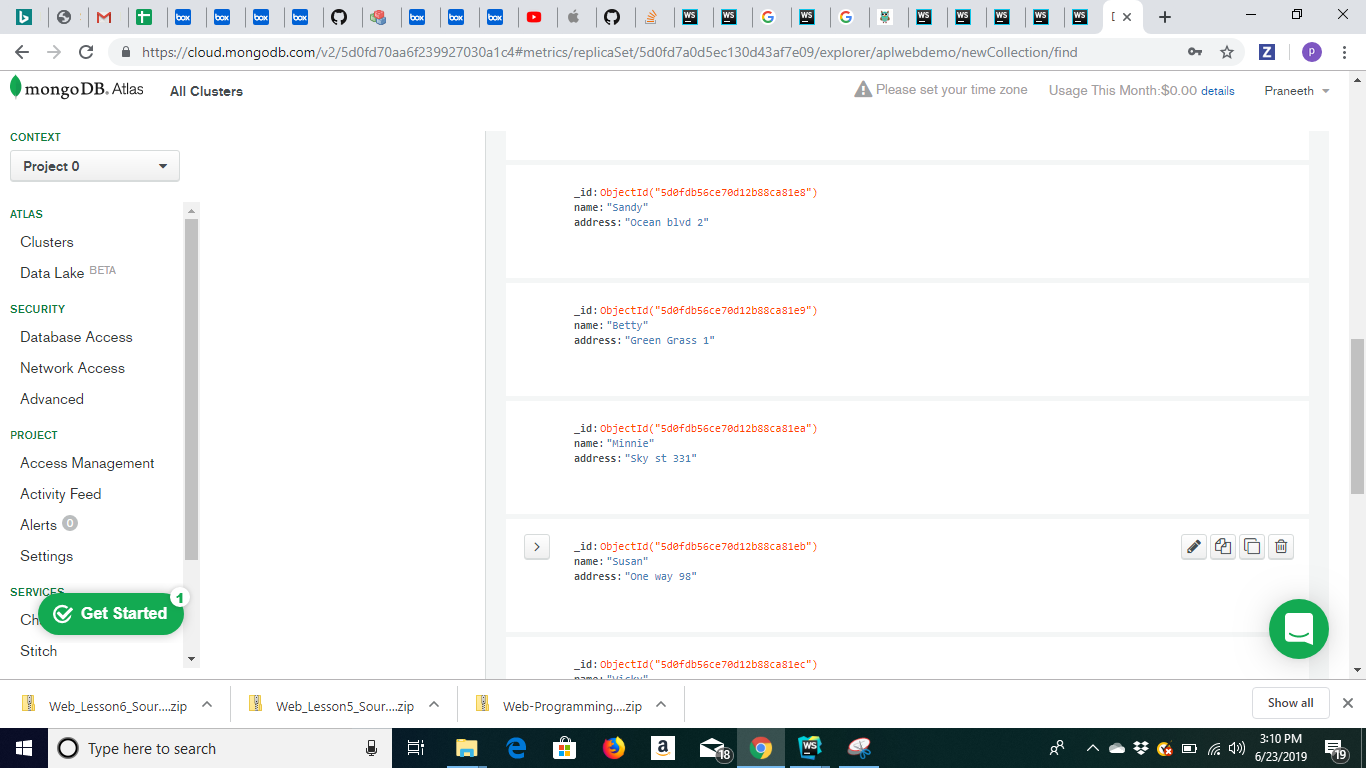 https://cloud.mongodb.com/v2/5d0fd70aa6f239927030a1c4#metrics/replicaSet/5d0fd7a0d5ec130d43af7e09/explorer/aplwebdemo/newCollection/find
mongoDB. Atlas
All Clusters
Please set your time zone
Usage This Month:$0.00 details
Praneeth
CONTEXT
Project 0
ATLAS
Clusters
Data Lake BETA
SECURITY
Database Access
Network Access
Advanced
PROJECT
Access Management
Activity Feed
Alerts 0
Settings
SERVICES
Stitch
Get Started 1
_id: ObjectId("5d0fdb56ce70d12b88ca81e8")
name: "Sandy"
address: "Ocean blvd 2"
_id: ObjectId("5d0fdb56ce70d12b88ca81e9")
name: "Betty"
address: "Green Grass 1"
_id: ObjectId("5d0fdb56ce70d12b88ca81ea")
name: "Minnie"
address: "Sky st 331"
_id: ObjectId("5d0fdb56ce70d12b88ca81eb")
name: "Susan"
address: "One way 98"
_id: ObjectId("5d0fdb56ce70d12b88ca81ec")
name: "Vicky"
Web_Lesson6_Sour....zip
Web_Lesson5_Sour....zip
Web-Programming....zip
Show all
Type here to search
18
3:10 PM
6/23/2019
19